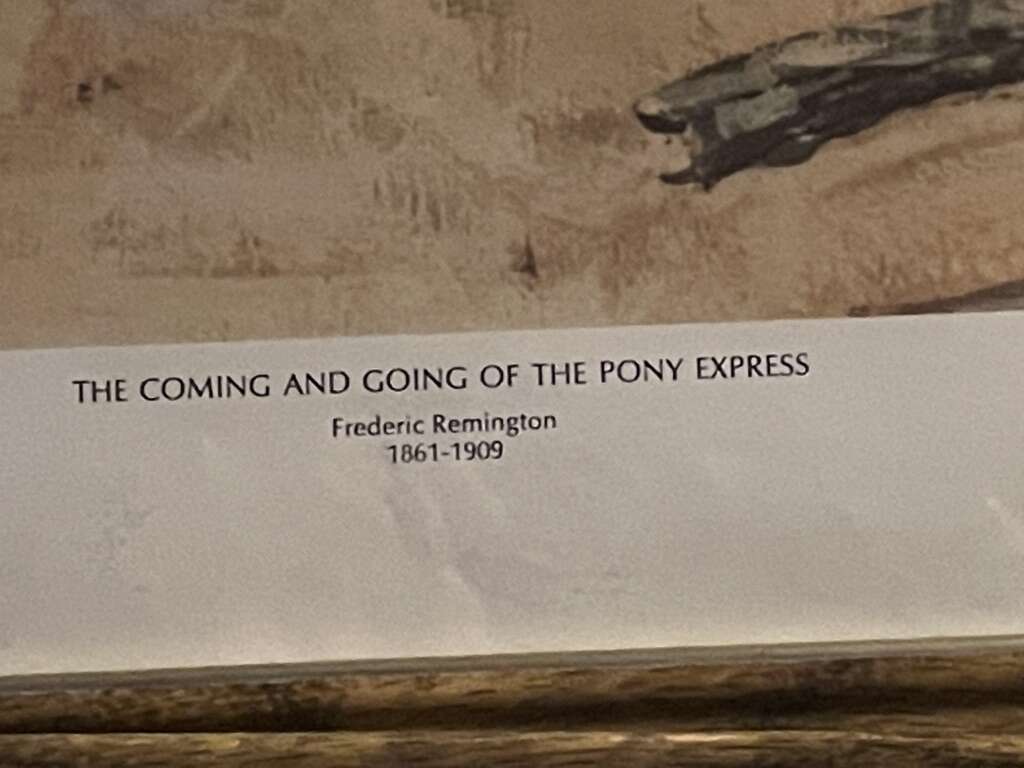 THE COMING AND GOING OF THE PONY EXPRESS
Frederic Remington
1861-1909